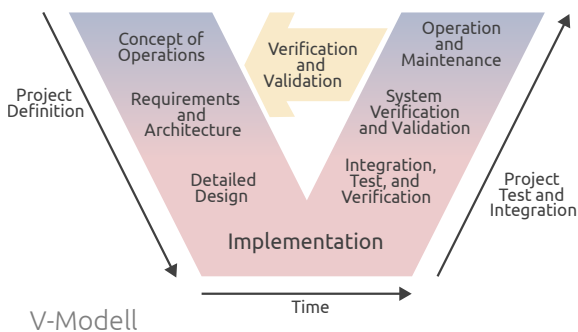 Concept of
Operations
Verification
and
Validation
Operation
and
Maintenance
Project
Definition
Requirements
and
Architecture
System
Verification
and Validation
Detailed
Design
Integration,
Test, and
Verification
Project
Test and
Integration
Implementation
Time
V-Modell